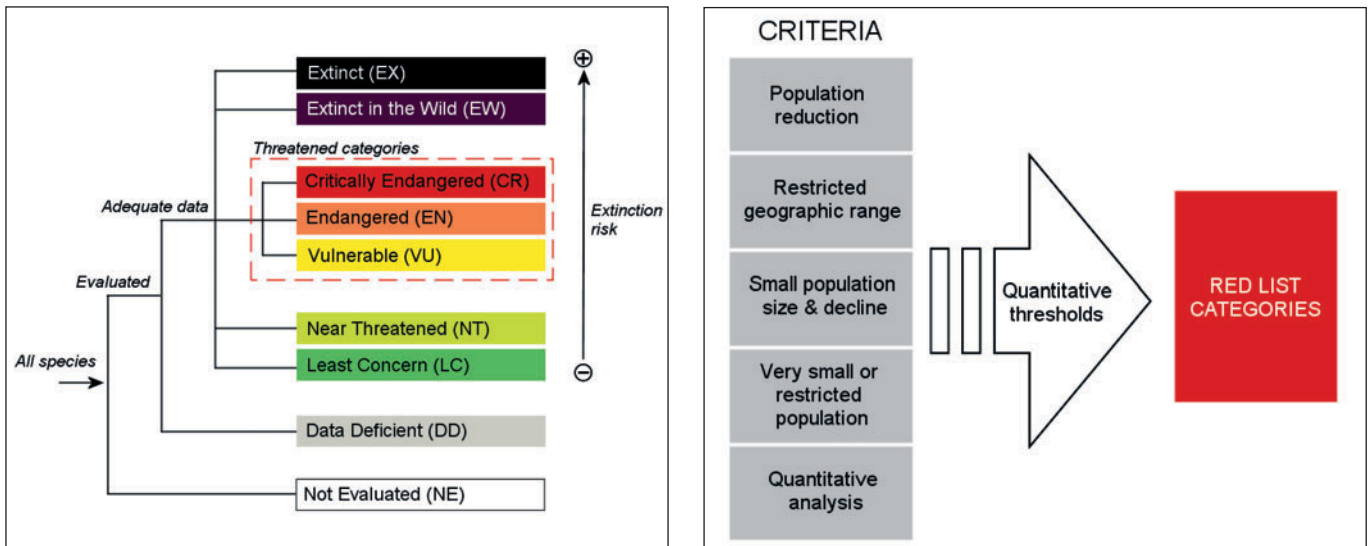 Extinct (EX)
Extinct in the Wild (EW)
Threatened categories
Critically Endangered (CR)
Adequate data
Endangered (EN)
Extinction
risk
Vulnerable (VU)
Evaluated
Near Threatened (NT)
All species
Least Concern (LC)
Data Deficient (DD)
Not Evaluated (NE)
CRITERIA
Population
reduction
Restricted
geographic range
Small population
size & decline
Very small or
restricted
population
Quantitative
analysis
Quantitative
thresholds
RED LIST
CATEGORIES